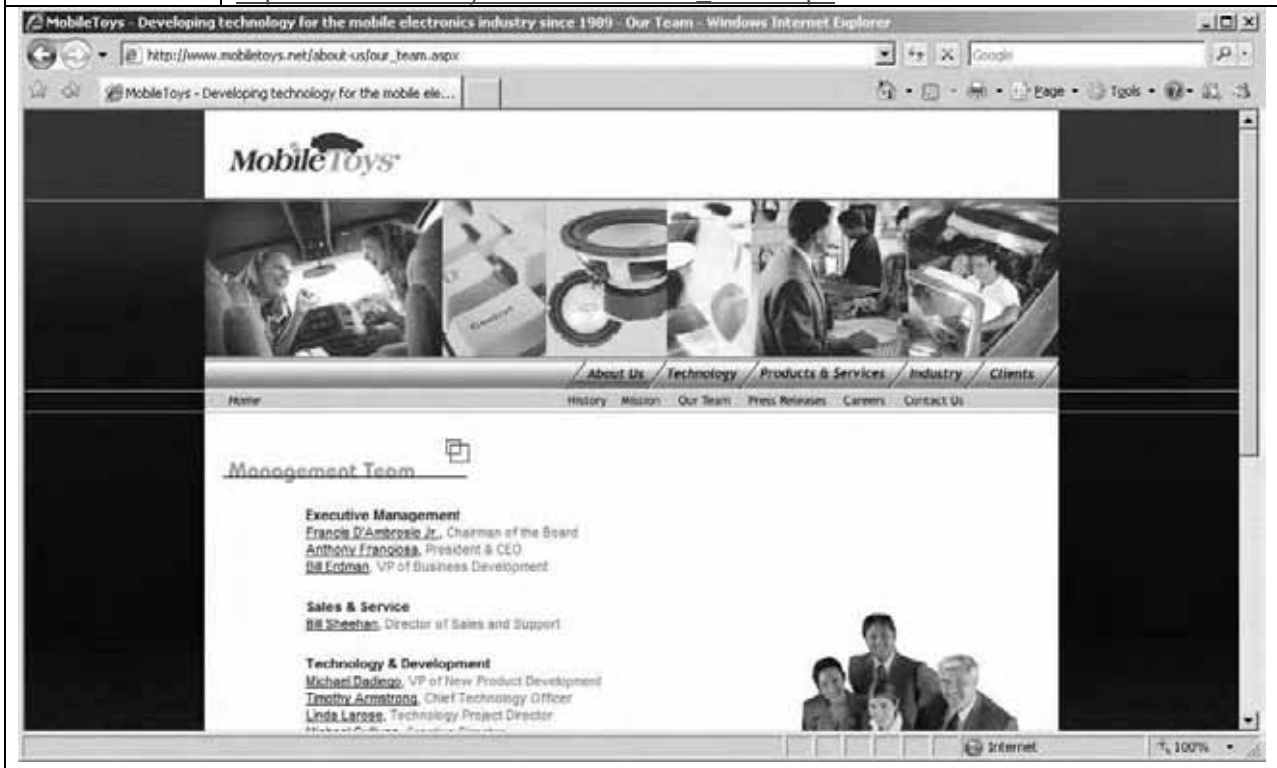 MobileToys - Developing technology for the mobile electronics industry since 1989 - Our Team - Windows Internet Explorer
http://www.mobiletoys.net/about-us/our_team.aspx
Google
MobileToys - Developing technology for the mobile ele...
Page
Tools
MobileToys
About Us
Technology
Products & Services
Industry
Clients
Home
History
Mission
Our Team
Press Releases
Careers
Contact Us
Management Team
Executive Management
Francis D'Ambrosio Jr., Chairman of the Board
Anthony Frangiosa, President & CEO
Bill Erdman, VP of Business Development
Sales & Service
Bill Sheehan, Director of Sales and Support
Technology & Development
Michael Dadiego, VP of New Product Development
Timothy Armstrong, Chief Technology Officer
Linda Larose, Technology Project Director
Internet
100%